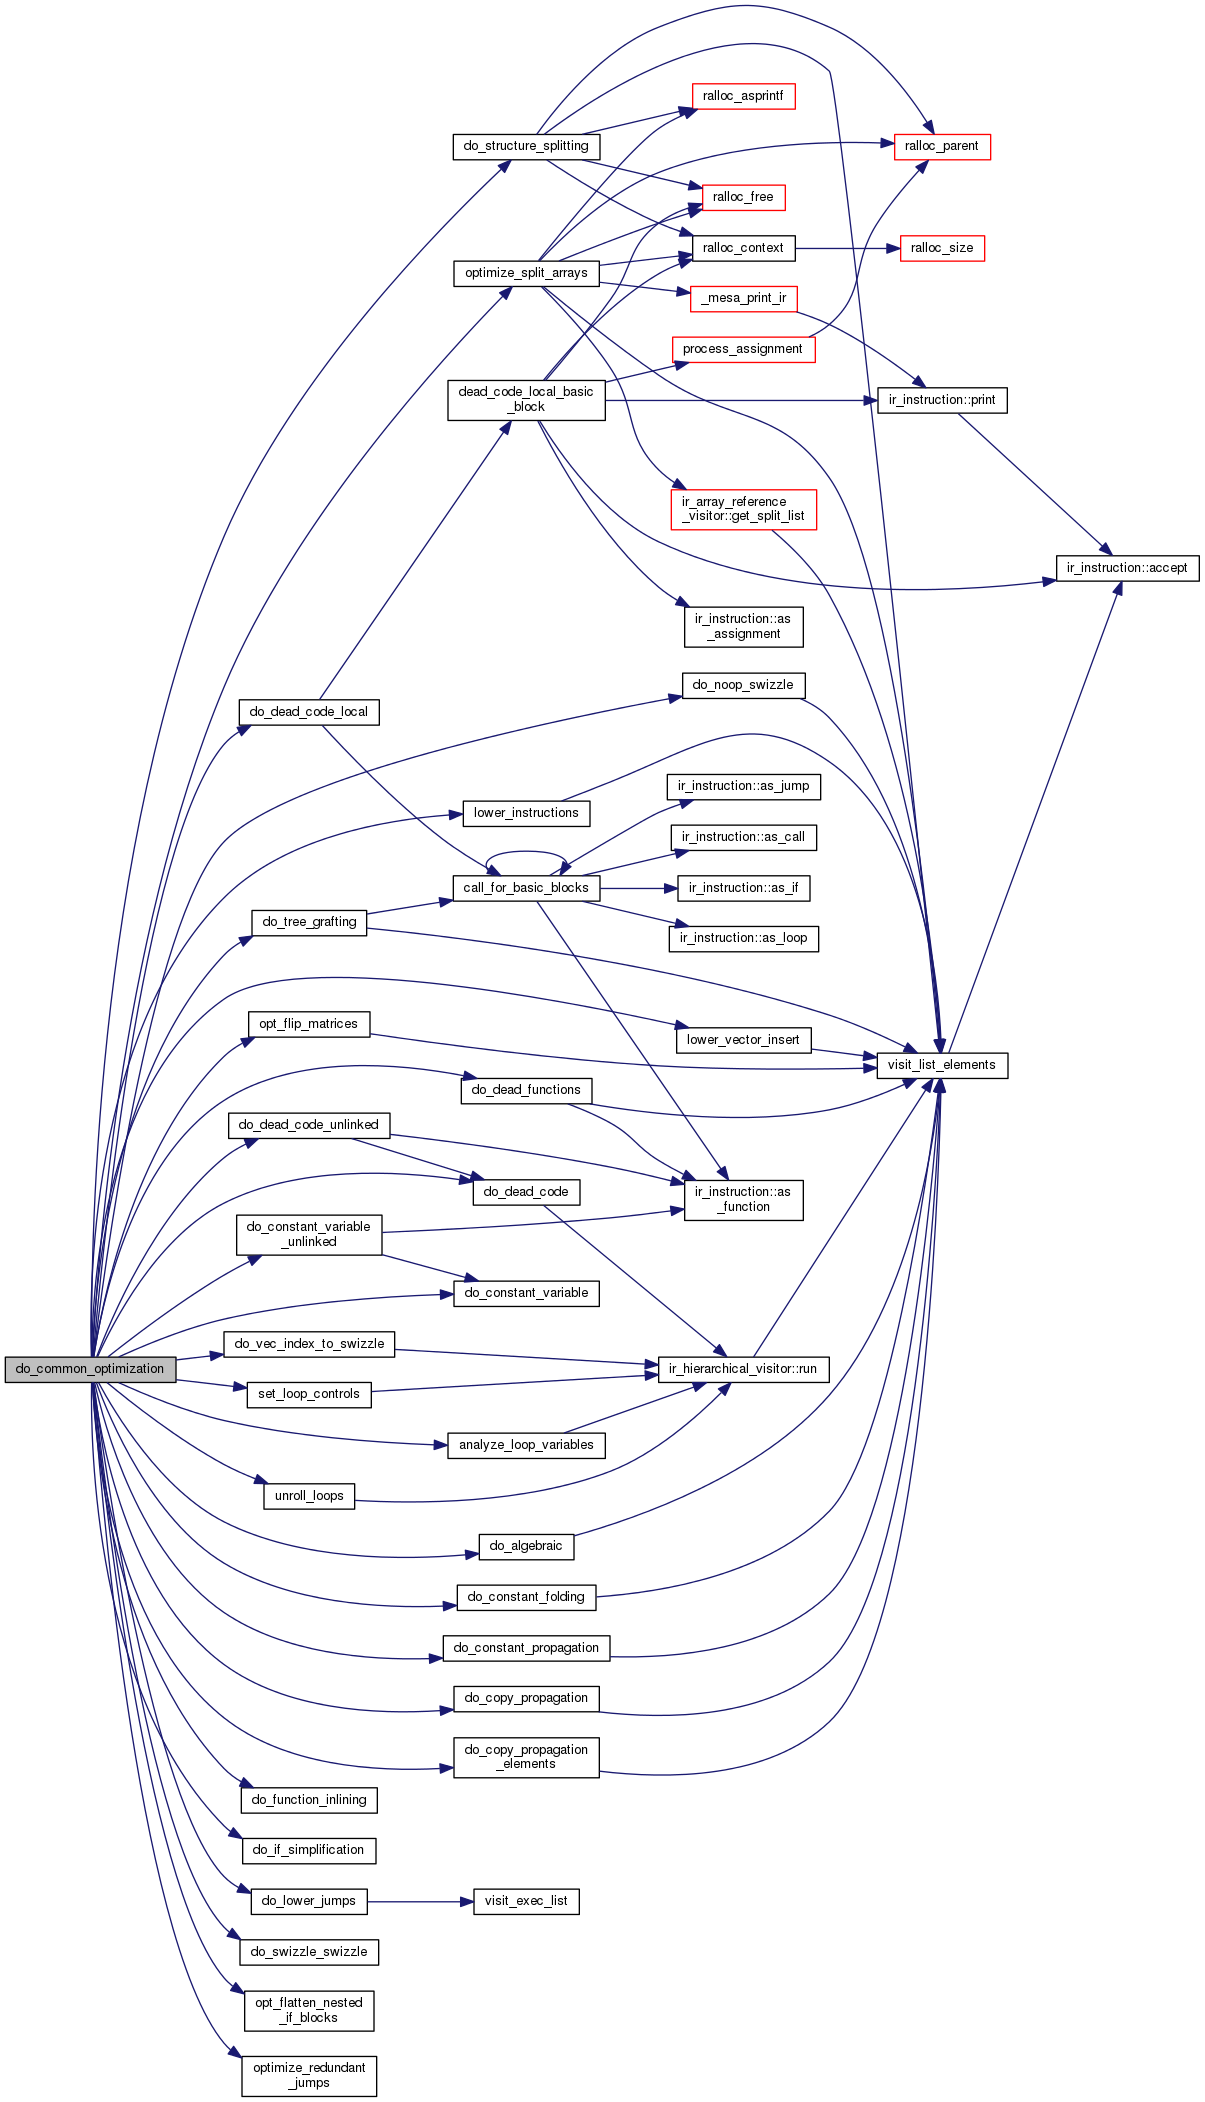 ralloc_asprintf
do_structure_splitting
ralloc_parent
ralloc_free
ralloc_context
ralloc_size
optimize_split_arrays
_mesa_print_ir
process_assignment
dead_code_local_basic
_block
ir_instruction::print
ir_array_reference
_visitor::get_split_list
ir_instruction::accept
ir_instruction::as
_assignment
do_noop_swizzle
do_dead_code_local
ir_instruction::as_jump
lower_instructions
ir_instruction::as_call
call_for_basic_blocks
ir_instruction::as_if
do_tree_grafting
ir_instruction::as_loop
opt_flip_matrices
lower_vector_insert
visit_list_elements
do_dead_functions
do_dead_code_unlinked
do_dead_code
ir_instruction::as
_function
do_constant_variable
_unlinked
do_constant_variable
do_vec_index_to_swizzle
do_common_optimization
ir_hierarchical_visitor::run
set_loop_controls
analyze_loop_variables
unroll_loops
do_algebraic
do_constant_folding
do_constant_propagation
do_copy_propagation
do_copy_propagation
_elements
do_function_inlining
do_if_simplification
do_lower_jumps
visit_exec_list
do_swizzle_swizzle
opt_flatten_nested
_if_blocks
optimize_redundant
_jumps